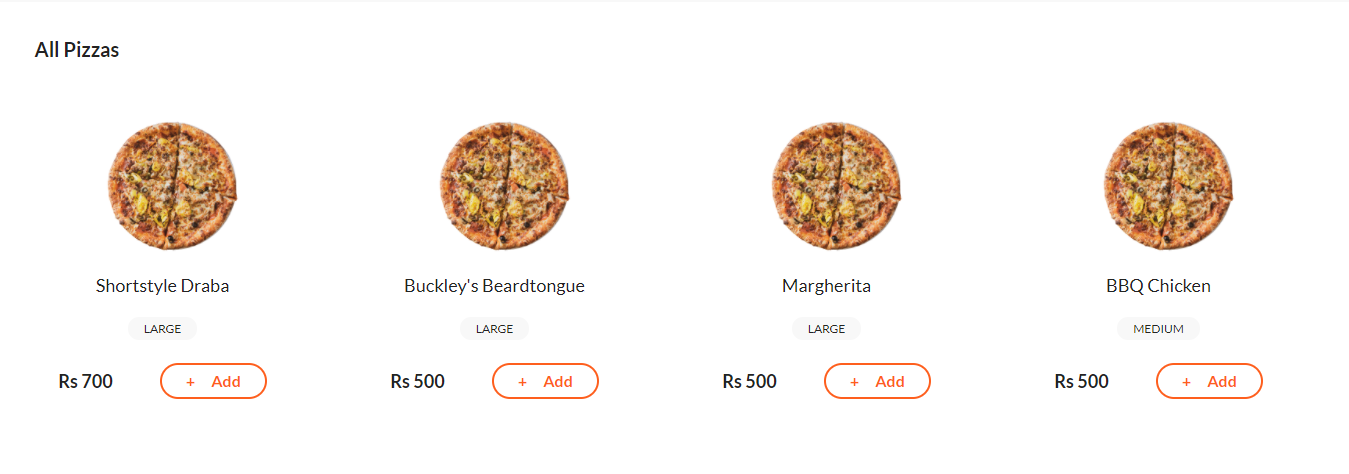 All Pizzas
Shortstyle Draba
Buckley's Beardtongue
Margherita
BBQ Chicken
LARGE
LARGE
LARGE
MEDIUM
Rs 700
+ Add
Rs 500
+ Add
Rs 500
+ Add
Rs 500
+ Add